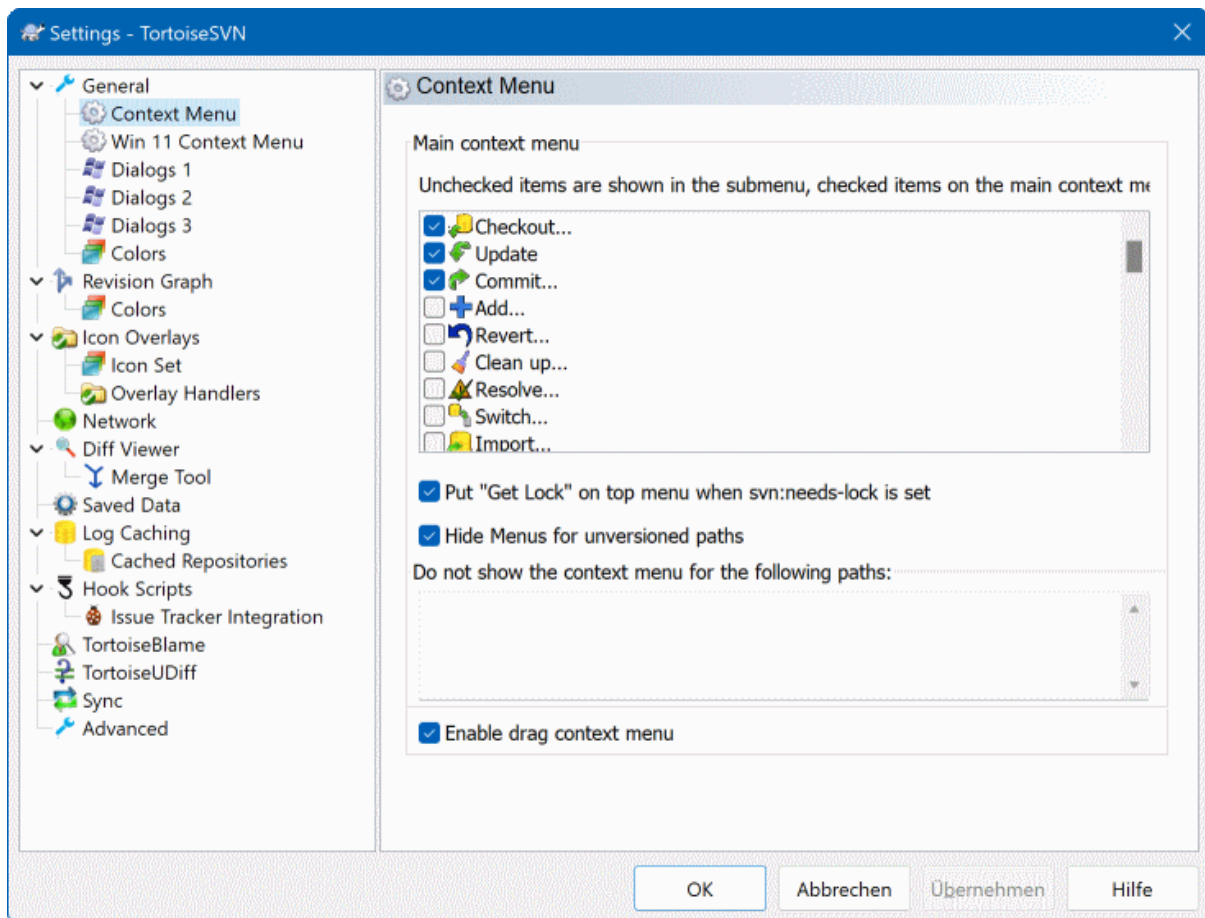 Settings - TortoiseSVN
General
Context Menu
Win 11 Context Menu
Dialogs 1
Dialogs 2
Dialogs 3
Colors
Revision Graph
Colors
Icon Overlays
Icon Set
Overlay Handlers
Network
Diff Viewer
Merge Tool
Saved Data
Log Caching
Cached Repositories
Hook Scripts
Issue Tracker Integration
TortoiseBlame
TortoiseUDiff
Sync
Advanced
Context Menu
Main context menu
Unchecked items are shown in the submenu, checked items on the main context me
Checkout...
Update
Commit...
Add...
Revert...
Clean up...
Resolve...
Switch...
Import...
Put "Get Lock" on top menu when svn:needs-lock is set
Hide Menus for unversioned paths
Do not show the context menu for the following paths:
Enable drag context menu
OK
Abbrechen
Übernehmen
Hilfe